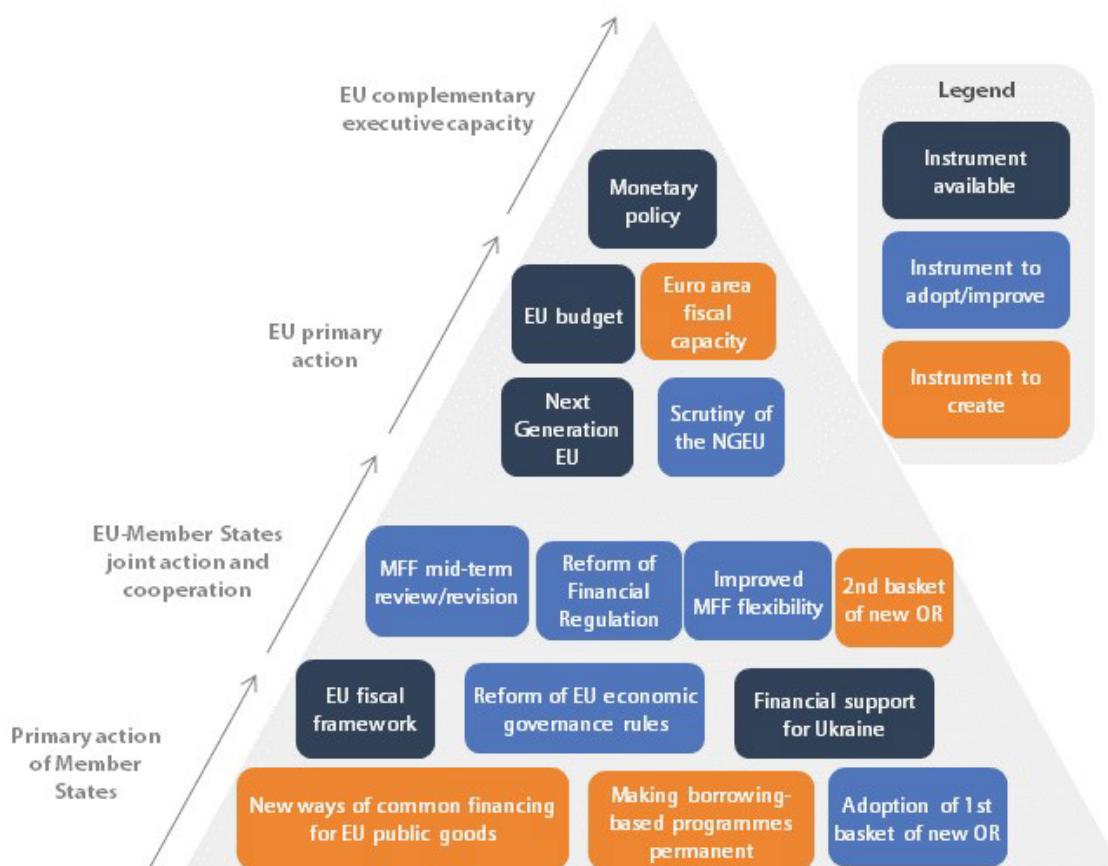 EU complementary
executive capacity
Legend
Instrument
available
Instrument to
adopt/improve
Instrument to
create
Monetary
policy
EU primary
action
EU budget
Euro area
fiscal
capacity
Next
Generation
EU
Scrutiny of
the NGEU
EU-Member States
joint action and
cooperation
MFF mid-term
review/revision
Reform of
Financial
Regulation
Improved
MFF flexibility
2nd basket
of new OR
Primary action
of Member
States
EU fiscal
framework
Reform of EU economic
governance rules
Financial support
for Ukraine
New ways of common financing
for EU public goods
Making borrowing-
based programmes
permanent
Adoption of 1st
basket of new OR